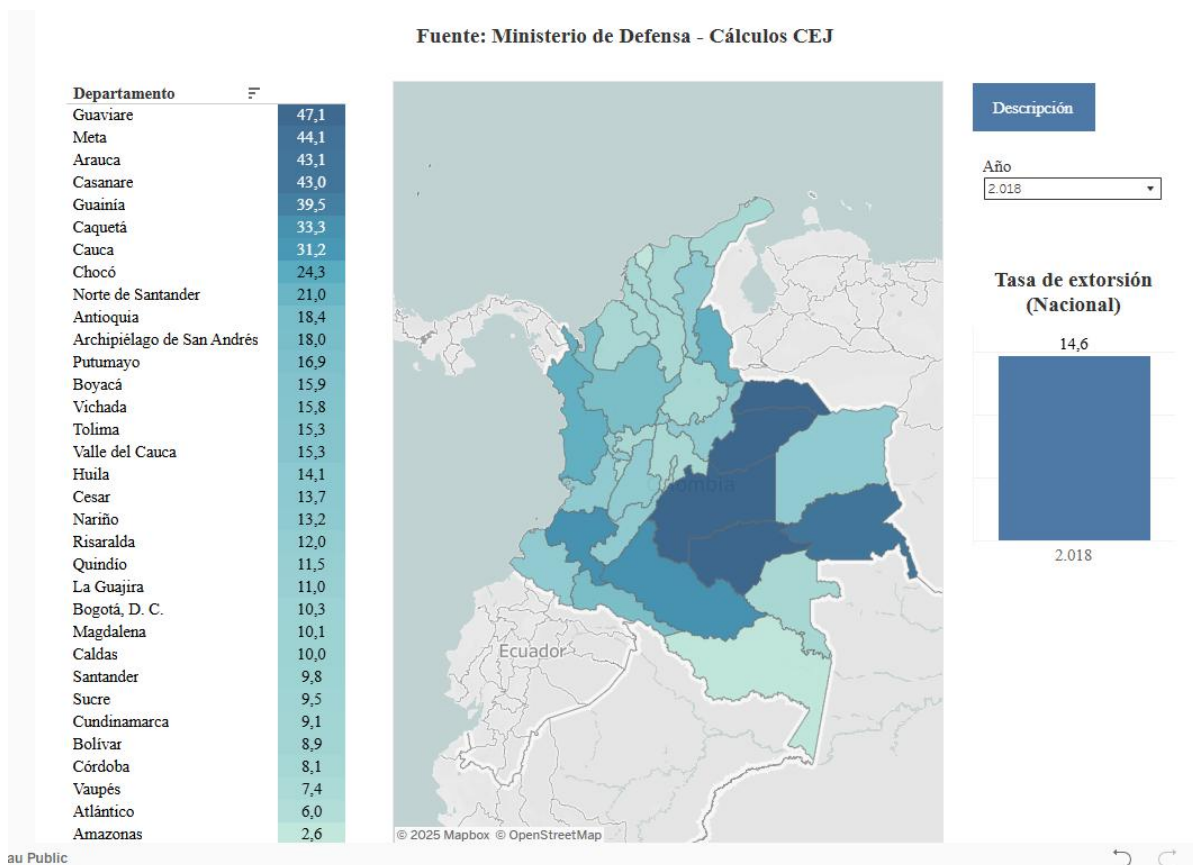 Fuente: Ministerio de Defensa - Cálculos CEJ
Departamento
Guaviare 47,1
Meta 44,1
Arauca 43,1
Casanare 43,0
Guainía 39,5
Caquetá 33,3
Cauca 31,2
Chocó 24,3
Norte de Santander 21,0
Antioquia 18,4
Archipiélago de San Andrés 18,0
Putumayo 16,9
Boyacá 15,9
Vichada 15,8
Tolima 15,3
Valle del Cauca 15,3
Huila 14,1
Cesar 13,7
Nariño 13,2
Risaralda 12,0
Quindío 11,5
La Guajira 11,0
Bogotá, D. C. 10,3
Magdalena 10,1
Caldas 10,0
Santander 9,8
Sucre 9,5
Cundinamarca 9,1
Bolívar 8,9
Córdoba 8,1
Vaupés 7,4
Atlántico 6,0
Amazonas 2,6
Colombia
Ecuador
© 2025 Mapbox © OpenStreetMap
Descripción
Año
2.018
Tasa de extorsión
(Nacional)
14,6
2.018
au Public